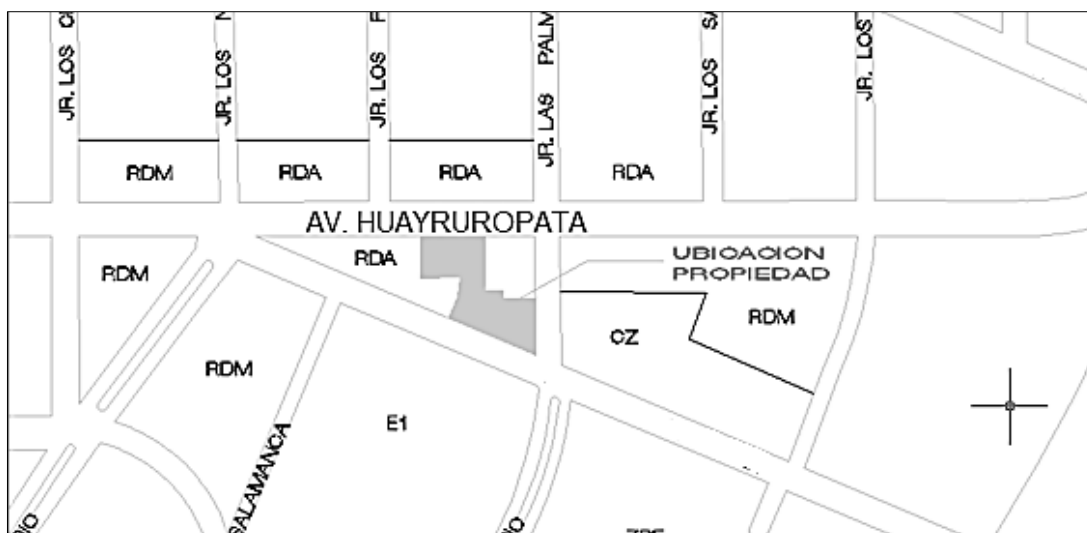 JR. LOS
JR. LOS
JR. LOS
JR. LAS PALM
JR. LOS SA
JR. LOS
RDM
RDA
RDA
RDA
AV. HUAYRUROPATA
RDA
UBICACION
PROPIEDAD
RDM
RDM
CZ
RDM
E1
SALAMANCA